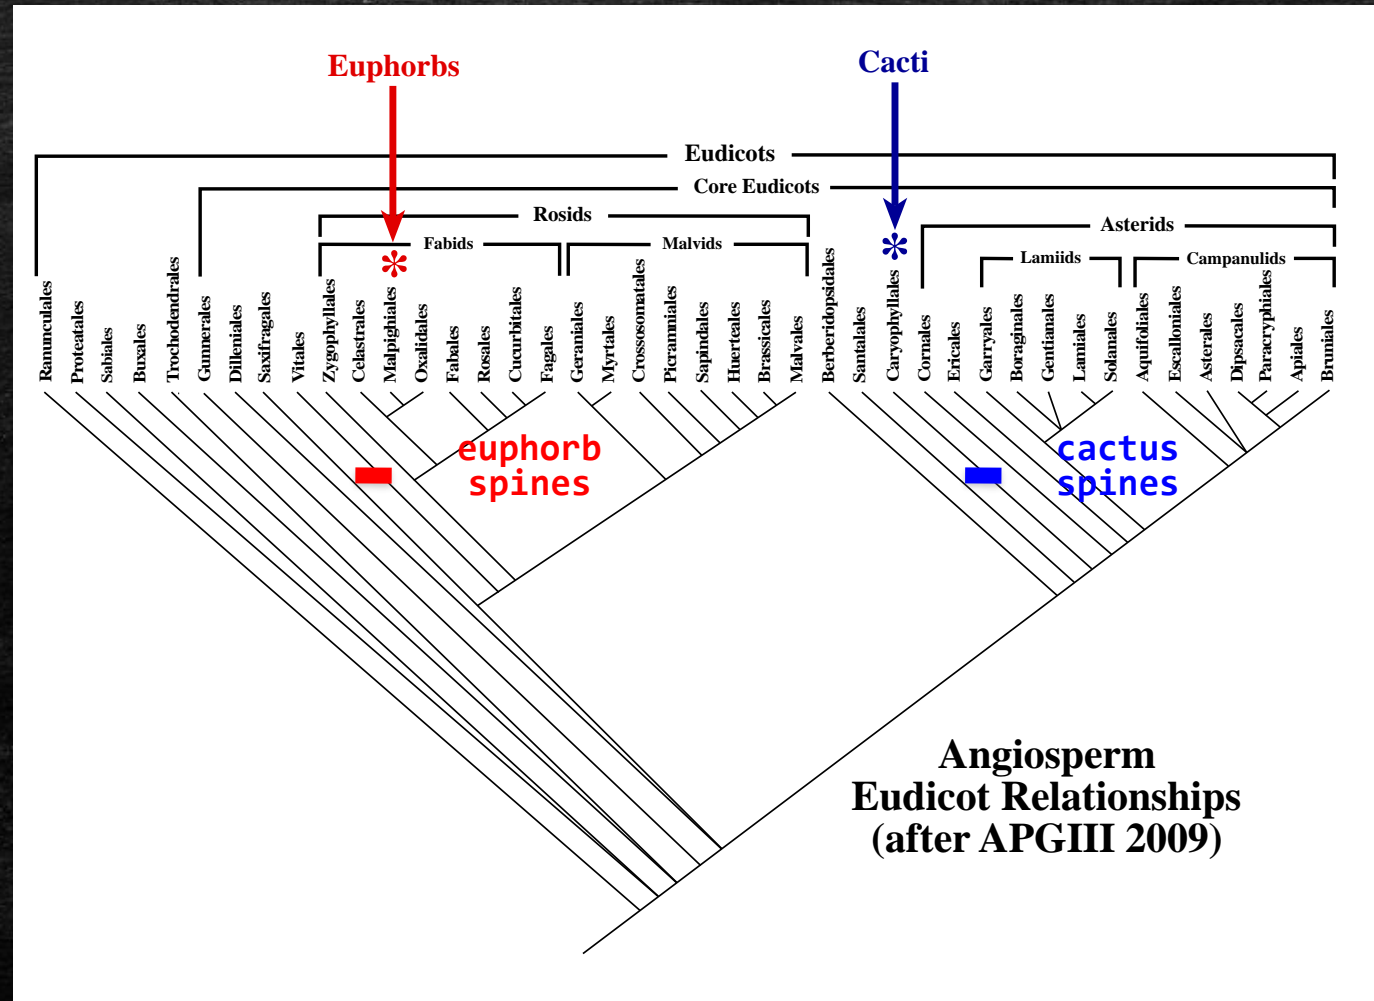 Euphorbs
Cacti
Eudicots
Core Eudicots
Rosids
Asterids
Fabids
Malvids
Lamiids
Campanulids
Ranunculales
Proteatales
Sabiales
Buxales
Trochodendrales
Gunnerales
Dilleniales
Saxifragales
Vitales
Zygophyllales
Celastrales
Malpighiales
Oxalidales
Fabales
Rosales
Cucurbitales
Fagales
Geraniales
Myrtales
Crossosomatales
Picramniales
Sapindales
Huerteales
Brassicales
Malvales
Berberidopsidales
Santalales
Caryophyllales
Cornales
Ericales
Garryales
Boraginales
Gentianales
Lamiales
Solanales
Aquifoliales
Escalloniales
Asterales
Dipsacales
Paracryphiales
Apiales
Bruniales
euphorb
spines
cactus
spines
Angiosperm
Eudicot Relationships
(after APGIII 2009)